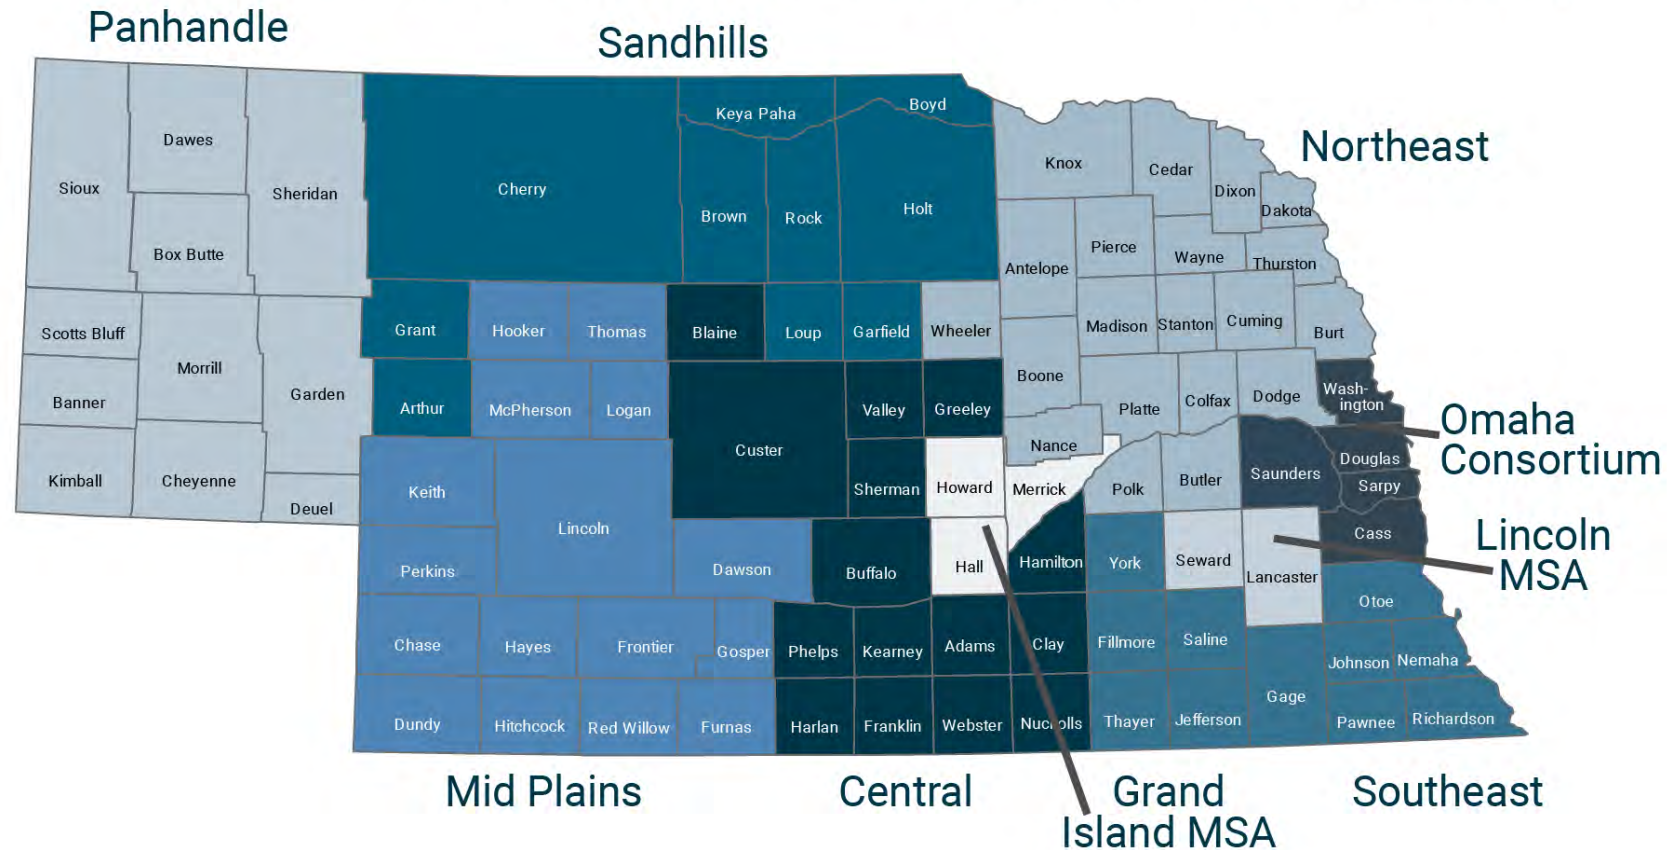 Panhandle
Sandhills
Northeast
Keya Paha
Boyd
Dawes
Sioux
Sheridan
Cherry
Brown
Rock
Holt
Knox
Cedar
Dixon
Dakota
Box Butte
Antelope
Pierce
Wayne
Thurston
Scotts Bluff
Grant
Hooker
Thomas
Blaine
Loup
Garfield
Wheeler
Madison
Stanton
Cuming
Burt
Morrill
Banner
Garden
Arthur
McPherson
Logan
Valley
Greeley
Boone
Platte
Colfax
Dodge
Wash-
ington
Omaha
Consortium
Custer
Nance
Kimball
Cheyenne
Deuel
Keith
Lincoln
Sherman
Howard
Merrick
Polk
Butler
Saunders
Douglas
Sarpy
Cass
Lincoln
MSA
Perkins
Dawson
Buffalo
Hall
Hamilton
York
Seward
Lancaster
Otoe
Chase
Hayes
Frontier
Gosper
Phelps
Kearney
Adams
Clay
Fillmore
Saline
Johnson
Nemaha
Gage
Dundy
Hitchcock
Red Willow
Furnas
Harlan
Franklin
Webster
Nuckolls
Thayer
Jefferson
Pawnee
Richardson
Mid Plains
Central
Grand
Island MSA
Southeast